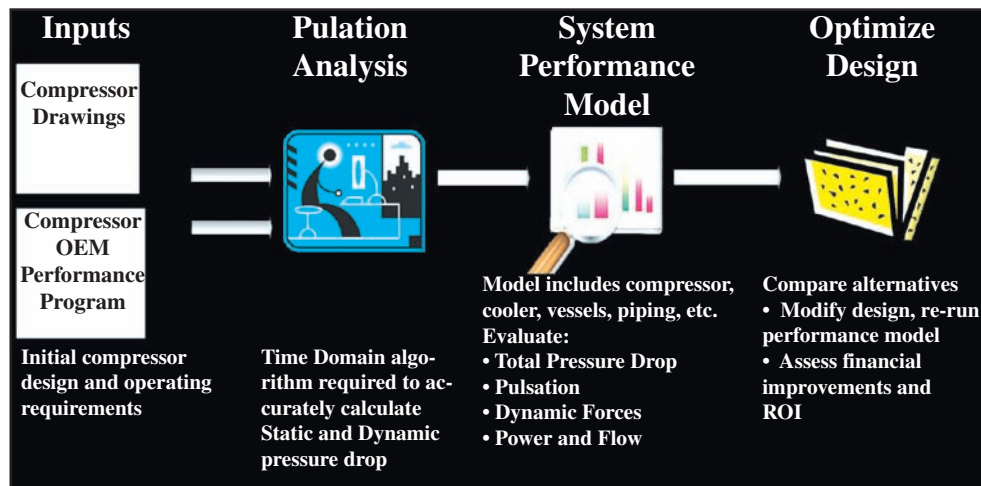 Inputs
Compressor
Drawings
Compressor
OEM
Performance
Program
Initial compressor
design and operating
requirements
Pulation
Analysis
Time Domain algo-
rithm required to ac-
curately calculate
Static and Dynamic
pressure drop
System
Performance
Model
Model includes compressor,
cooler, vessels, piping, etc.
Evaluate:
• Total Pressure Drop
• Pulsation
• Dynamic Forces
• Power and Flow
Optimize
Design
Compare alternatives
• Modify design, re-run
performance model
• Assess financial
improvements and
ROI